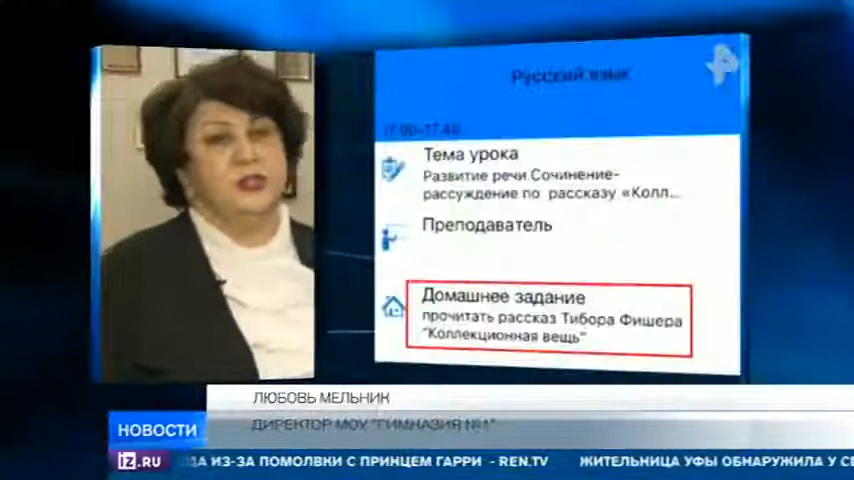 Русский язык
17:00–17:40
Тема урока
Развитие речи.Сочинение-
рассуждение по рассказу «Колл...
Преподаватель
Домашнее задание
прочитать рассказ Тибора Фишера
"Коллекционная вещь"
ЛЮБОВЬ МЕЛЬНИК
ДИРЕКТОР МОУ "ГИМНАЗИЯ №1"
НОВОСТИ
IZ.RU
ИЗ-ЗА ПОМОЛВКИ С ПРИНЦЕМ ГАРРИ - REN.TV ЖИТЕЛЬНИЦА УФЫ ОБНАРУЖИЛА У